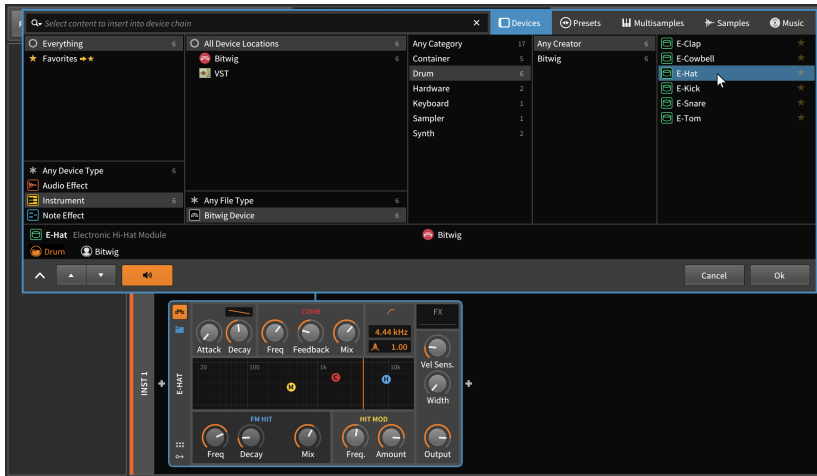 Select content to insert into device chain
Devices
Presets
Multisamples
Samples
Music
Everything 6
Favorites
Any Device Type 6
Audio Effect
Instrument 6
Note Effect
All Device Locations 6
Bitwig 6
VST
Any File Type 6
Bitwig Device 6
Any Category 17
Container 5
Drum 6
Hardware 2
Keyboard 1
Sampler 1
Synth 2
Any Creator 6
Bitwig 6
E-Clap
E-Cowbell
E-Hat
E-Kick
E-Snare
E-Tom
E-Hat Electronic Hi-Hat Module
Bitwig
Drum Bitwig
Cancel Ok
INST 1
E-HAT
COMB
FX
4.44 kHz
1.00
Attack Decay Freq Feedback Mix
Vel Sens.
20 100 1k 10k
C
H
M
Width
FM HIT HIT MOD
Freq Decay Mix Freq. Amount Output